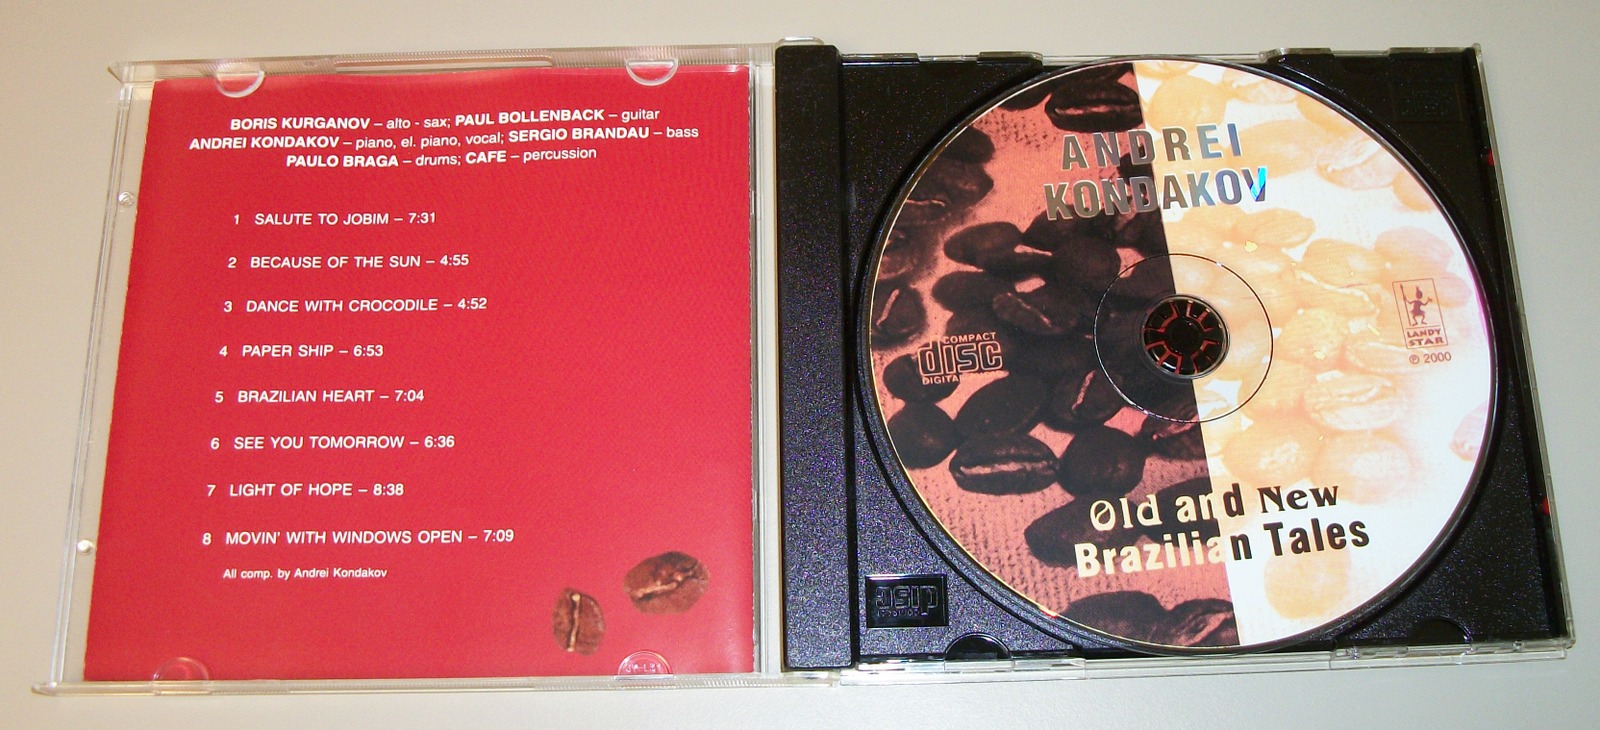 BORIS KURGANOV – alto - sax; PAUL BOLLENBACK – guitar
ANDREI KONDAKOV – piano, el. piano, vocal; SERGIO BRANDAU – bass
PAULO BRAGA – drums; CAFE – percussion
1 SALUTE TO JOBIM – 7:31
2 BECAUSE OF THE SUN – 4:55
3 DANCE WITH CROCODILE – 4:52
4 PAPER SHIP – 6:53
5 BRAZILIAN HEART – 7:04
6 SEE YOU TOMORROW – 6:36
7 LIGHT OF HOPE – 8:38
8 MOVIN' WITH WINDOWS OPEN – 7:09
All comp. by Andrei Kondakov
ANDREI
KONDAKOV
COMPACT
disc
DIGITAL AUDIO
LANDY
STAR
℗ 2000
Old and New
Brazilian Tales